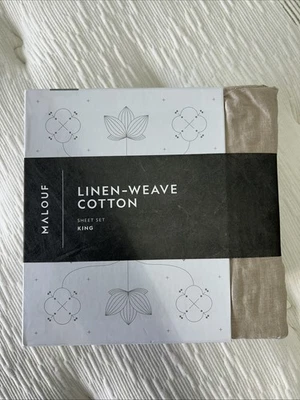 MALOUF
LINEN-WEAVE
COTTON
SHEET SET
KING